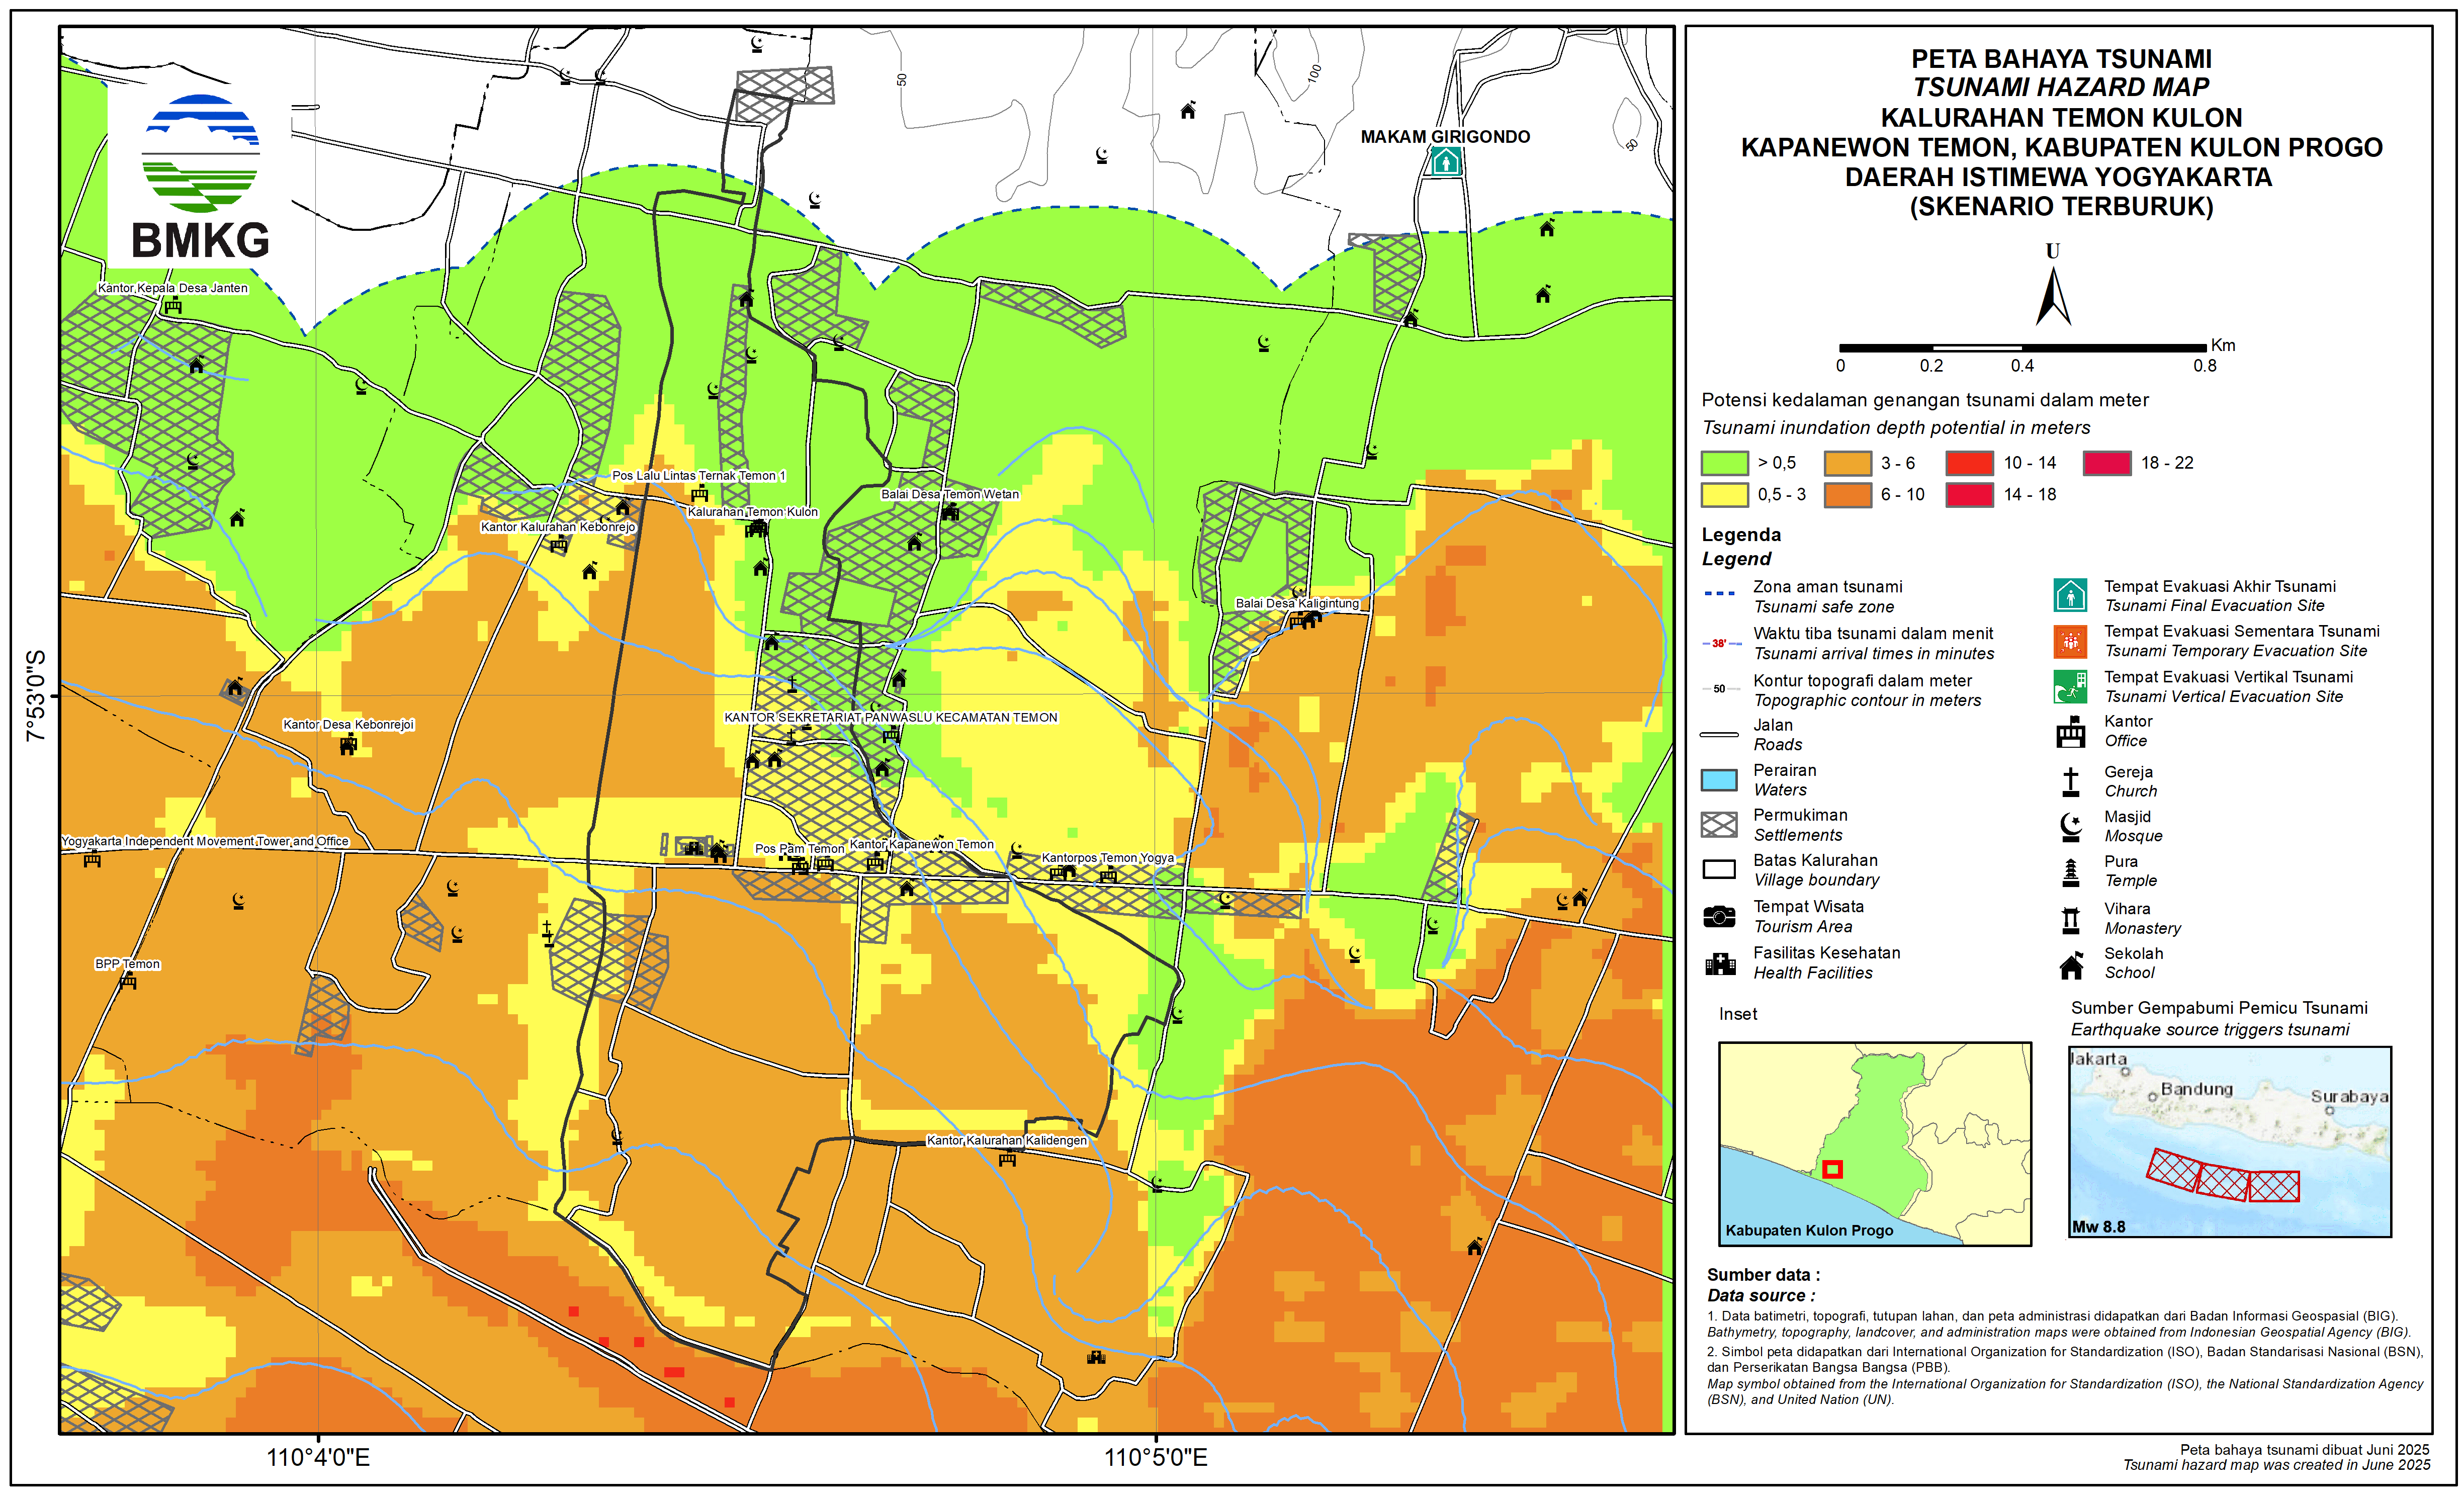 PETA BAHAYA TSUNAMI
TSUNAMI HAZARD MAP
KALURAHAN TEMON KULON
KAPANEWON TEMON, KABUPATEN KULON PROGO
DAERAH ISTIMEWA YOGYAKARTA
(SKENARIO TERBURUK)
U
Km
0 0.2 0.4 0.8
Potensi kedalaman genangan tsunami dalam meter
Tsunami inundation depth potential in meters
> 0,5
3 - 6
10 - 14
18 - 22
0,5 - 3
6 - 10
14 - 18
Legenda
Legend
Zona aman tsunami
Tsunami safe zone
38'
Waktu tiba tsunami dalam menit
Tsunami arrival times in minutes
50
Kontur topografi dalam meter
Topographic contour in meters
Jalan
Roads
Perairan
Waters
Permukiman
Settlements
Batas Kalurahan
Village boundary
Tempat Wisata
Tourism Area
Fasilitas Kesehatan
Health Facilities
Tempat Evakuasi Akhir Tsunami
Tsunami Final Evacuation Site
Tempat Evakuasi Sementara Tsunami
Tsunami Temporary Evacuation Site
Tempat Evakuasi Vertikal Tsunami
Tsunami Vertical Evacuation Site
Kantor
Office
Gereja
Church
Masjid
Mosque
Pura
Temple
Vihara
Monastery
Sekolah
School
Inset
Kabupaten Kulon Progo
Sumber Gempabumi Pemicu Tsunami
Earthquake source triggers tsunami
Jakarta
Bandung
Surabaya
Mw 8.8
Sumber data :
Data source :
1. Data batimetri, topografi, tutupan lahan, dan peta administrasi didapatkan dari Badan Informasi Geospasial (BIG).
Bathymetry, topography, landcover, and administration maps were obtained from Indonesian Geospatial Agency (BIG).
2. Simbol peta didapatkan dari International Organization for Standardization (ISO), Badan Standarisasi Nasional (BSN),
dan Perserikatan Bangsa Bangsa (PBB).
Map symbol obtained from the International Organization for Standardization (ISO), the National Standardization Agency
(BSN), and United Nation (UN).
Peta bahaya tsunami dibuat Juni 2025
Tsunami hazard map was created in June 2025
BMKG
50
100
50
MAKAM GIRIGONDO
Kantor Kepala Desa Janten
Pos Lalu Lintas Ternak Temon 1
Balai Desa Temon Wetan
Kalurahan Temon Kulon
Kantor Kalurahan Kebonrejo
Balai Desa Kaligintung
KANTOR SEKRETARIAT PANWASLU KECAMATAN TEMON
Kantor Desa Kebonrejoi
Yogyakarta Independent Movement Tower and Office
Pos Pam Temon
Kantor Kapanewon Temon
Kantorpos Temon Yogya
BPP Temon
Kantor Kalurahan Kalidengen
7°53'0"S
110°4'0"E
110°5'0"E